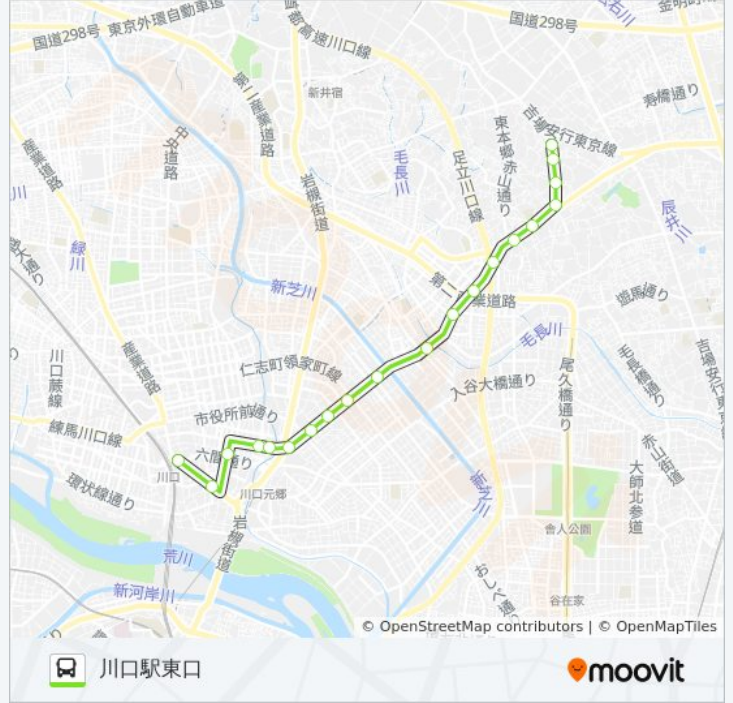 国道298号
東京外環自動車道
首都高速川口線
国道298号
石川
金明町
寿橋通り
第二産業道路
新井宿
吉場安行東京線
東本郷赤山通り
足立川口線
毛長川
産業道路
中央道路
岩槻街道
緑川
新芝川
辰井川
第二産業道路
遊馬通り
毛長川
仁志町領家町線
川口蕨線
産業道路
入谷大橋通り
尾久橋通り
毛長橋通り
市役所前通り
練馬川口線
六間通り
川口
環状線通り
川口元郷
岩槻街道
新芝川
赤山街道
大師北参道
舎人公園
荒川
新河岸川
おしべ通り
谷在家
© OpenStreetMap contributors | © OpenMapTiles
川口駅東口
moovit